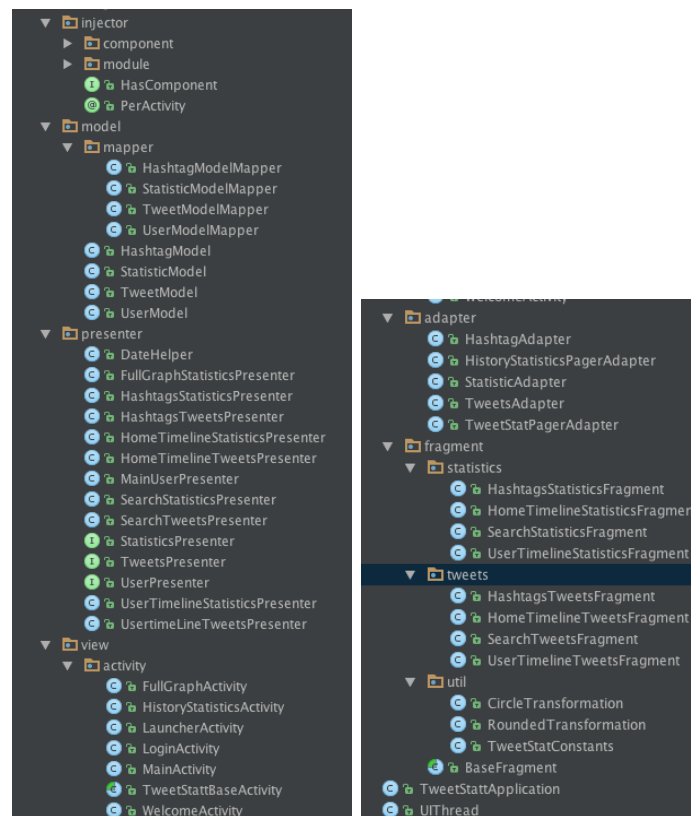 injector
component
module
HasComponent
PerActivity
model
mapper
HashtagModelMapper
StatisticModelMapper
TweetModelMapper
UserModelMapper
HashtagModel
StatisticModel
TweetModel
UserModel
presenter
DateHelper
FullGraphStatisticsPresenter
HashtagsStatisticsPresenter
HashtagsTweetsPresenter
HomeTimelineStatisticsPresenter
HomeTimelineTweetsPresenter
MainUserPresenter
SearchStatisticsPresenter
SearchTweetsPresenter
StatisticsPresenter
TweetsPresenter
UserPresenter
UserTimelineStatisticsPresenter
UsertimeLineTweetsPresenter
view
activity
FullGraphActivity
HistoryStatisticsActivity
LauncherActivity
LoginActivity
MainActivity
TweetStattBaseActivity
WelcomeActivity
WelcomeActivity
adapter
HashtagAdapter
HistoryStatisticsPagerAdapter
StatisticAdapter
TweetsAdapter
TweetStatPagerAdapter
fragment
statistics
HashtagsStatisticsFragment
HomeTimelineStatisticsFragmer
SearchStatisticsFragment
UserTimelineStatisticsFragment
tweets
HashtagsTweetsFragment
HomeTimelineTweetsFragment
SearchTweetsFragment
UserTimelineTweetsFragment
util
CircleTransformation
RoundedTransformation
TweetStatConstants
BaseFragment
TweetStattApplication
UIThread